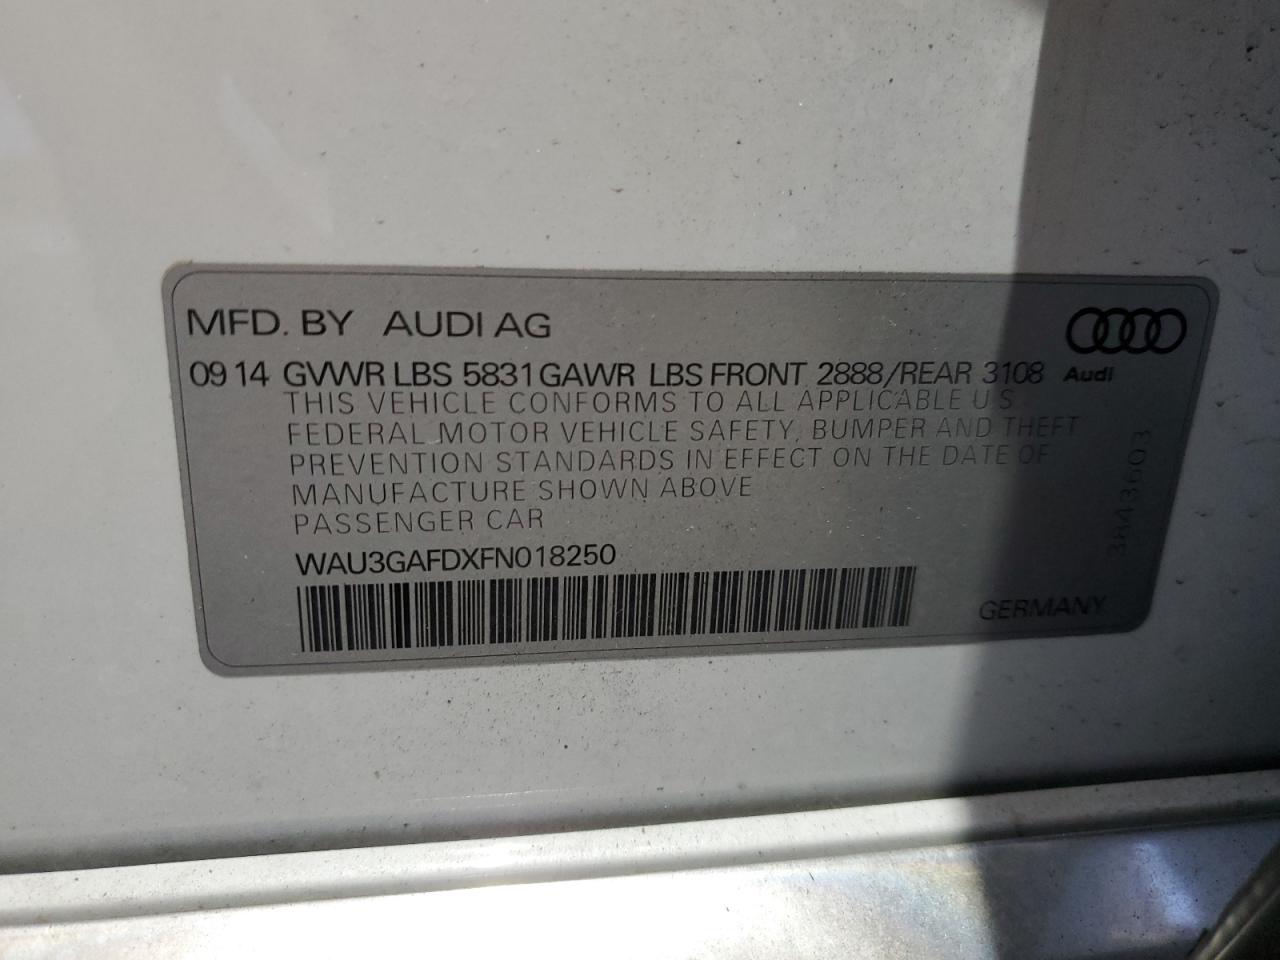 MFD. BY AUDI AG
09 14 GVWR LBS 5831 GAWR LBS FRONT 2888/REAR 3108 Audi
THIS VEHICLE CONFORMS TO ALL APPLICABLE U S
FEDERAL MOTOR VEHICLE SAFETY, BUMPER AND THEFT
PREVENTION STANDARDS IN EFFECT ON THE DATE OF
MANUFACTURE SHOWN ABOVE
PASSENGER CAR
WAU3GAFDXFN018250
GERMANY
3843603